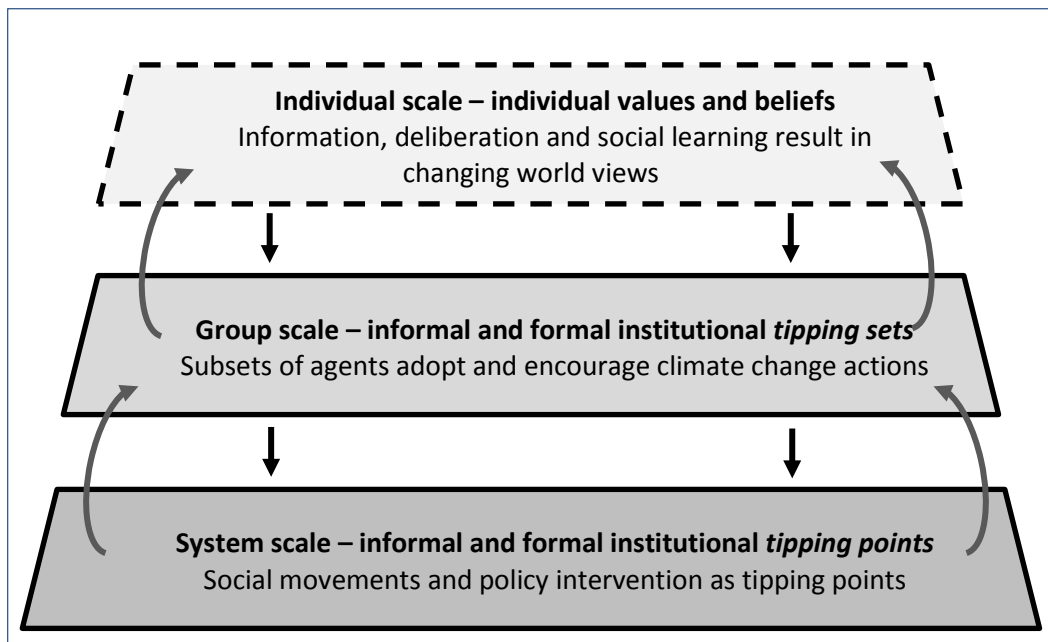 Individual scale – individual values and beliefs
Information, deliberation and social learning result in
changing world views
Group scale – informal and formal institutional tipping sets
Subsets of agents adopt and encourage climate change actions
System scale – informal and formal institutional tipping points
Social movements and policy intervention as tipping points